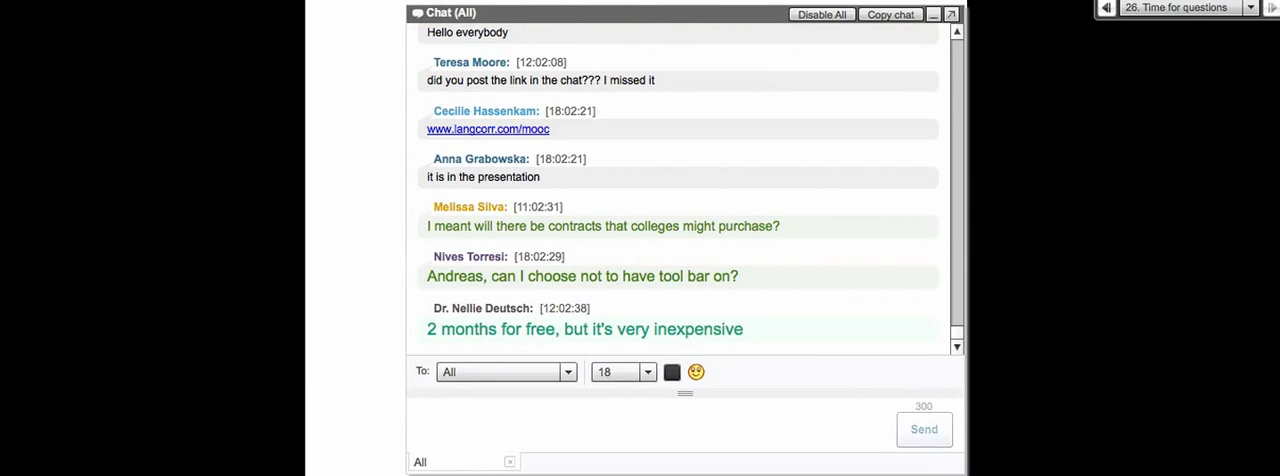 Chat (All)
Disable All
Copy chat
26. Time for questions
Hello everybody
Teresa Moore: [12:02:08]
did you post the link in the chat??? I missed it
Cecilie Hassenkam: [18:02:21]
www.langcorr.com/mooc
Anna Grabowska: [18:02:21]
it is in the presentation
Melissa Silva: [11:02:31]
I meant will there be contracts that colleges might purchase?
Nives Torresi: [18:02:29]
Andreas, can I choose not to have tool bar on?
Dr. Nellie Deutsch: [12:02:38]
2 months for free, but it's very inexpensive
To: All 18
300
Send
All